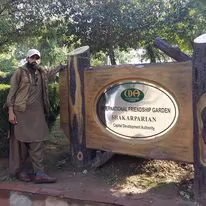 CDA
INTERNATIONAL FRIENDSHIP GARDEN
SHAKARPARIAN
Capital Development Authority